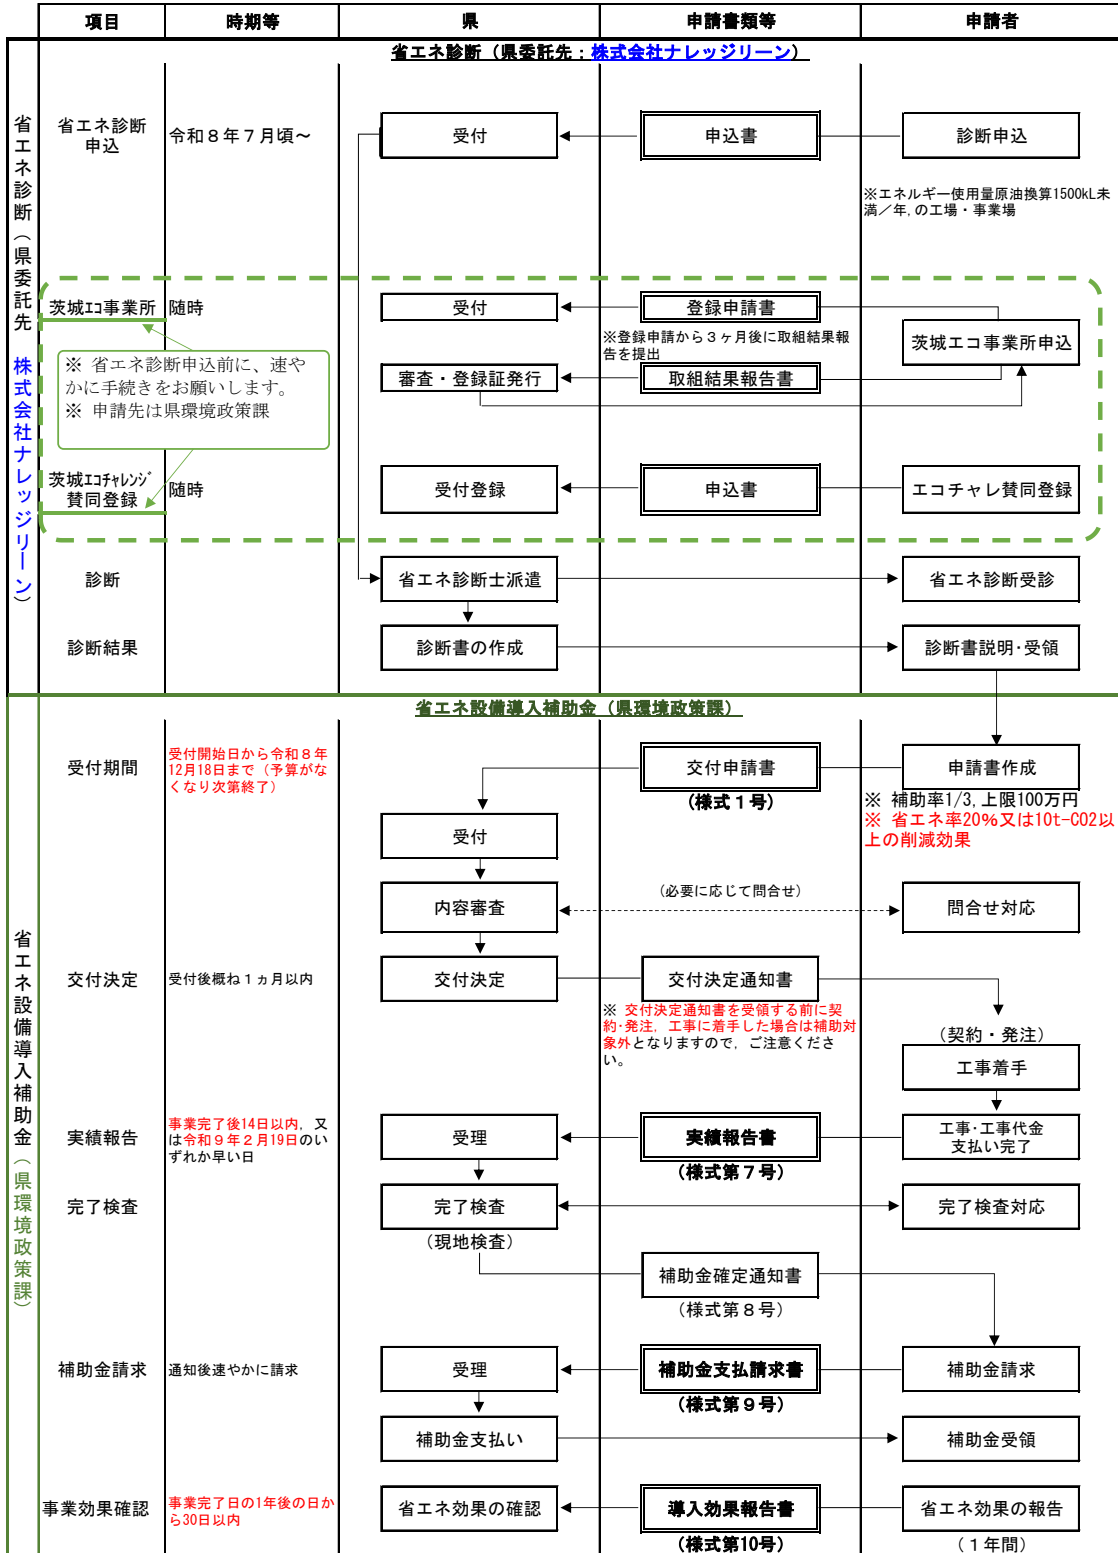 項目
時期等
県
申請書類等
申請者
省エネ診断（県委託先：株式会社ナレッジリーン）
省エネ診断（県委託先　株式会社ナレッジリーン）
省エネ診断
申込
令和８年７月頃～
受付
申込書
診断申込
※エネルギー使用量原油換算1500kL未
満／年,の工場・事業場
茨城ｴｺ事業所
随時
受付
登録申請書
※登録申請から３ヶ月後に取組結果報
告を提出
茨城エコ事業所申込
※ 省エネ診断申込前に、速や
かに手続きをお願いします。
※ 申請先は県環境政策課
審査・登録証発行
取組結果報告書
茨城ｴｺﾁｬﾚﾝｼﾞ
賛同登録
随時
受付登録
申込書
エコチャレ賛同登録
診断
省エネ診断士派遣
省エネ診断受診
診断結果
診断書の作成
診断書説明･受領
省エネ設備導入補助金（県環境政策課）
省エネ設備導入補助金（県環境政策課）
受付期間
受付開始日から令和８年
12月18日まで（予算がな
くなり次第終了）
交付申請書
（様式１号）
申請書作成
※ 補助率1/3,上限100万円
※ 省エネ率20%又は10t-CO2以
上の削減効果
受付
内容審査
（必要に応じて問合せ）
問合せ対応
交付決定
受付後概ね１ヵ月以内
交付決定
交付決定通知書
※ 交付決定通知書を受領する前に契
約･発注，工事に着手した場合は補助対
象外となりますので，ご注意くださ
い。
（契約・発注）
工事着手
実績報告
事業完了後14日以内，又
は令和９年２月19日のい
ずれか早い日
受理
実績報告書
（様式第７号）
工事･工事代金
支払い完了
完了検査
完了検査
（現地検査）
完了検査対応
補助金確定通知書
（様式第８号）
補助金請求
通知後速やかに請求
受理
補助金支払請求書
（様式第９号）
補助金請求
補助金支払い
補助金受領
事業効果確認
事業完了日の1年後の日か
ら30日以内
省エネ効果の確認
導入効果報告書
（様式第10号）
省エネ効果の報告
（１年間）